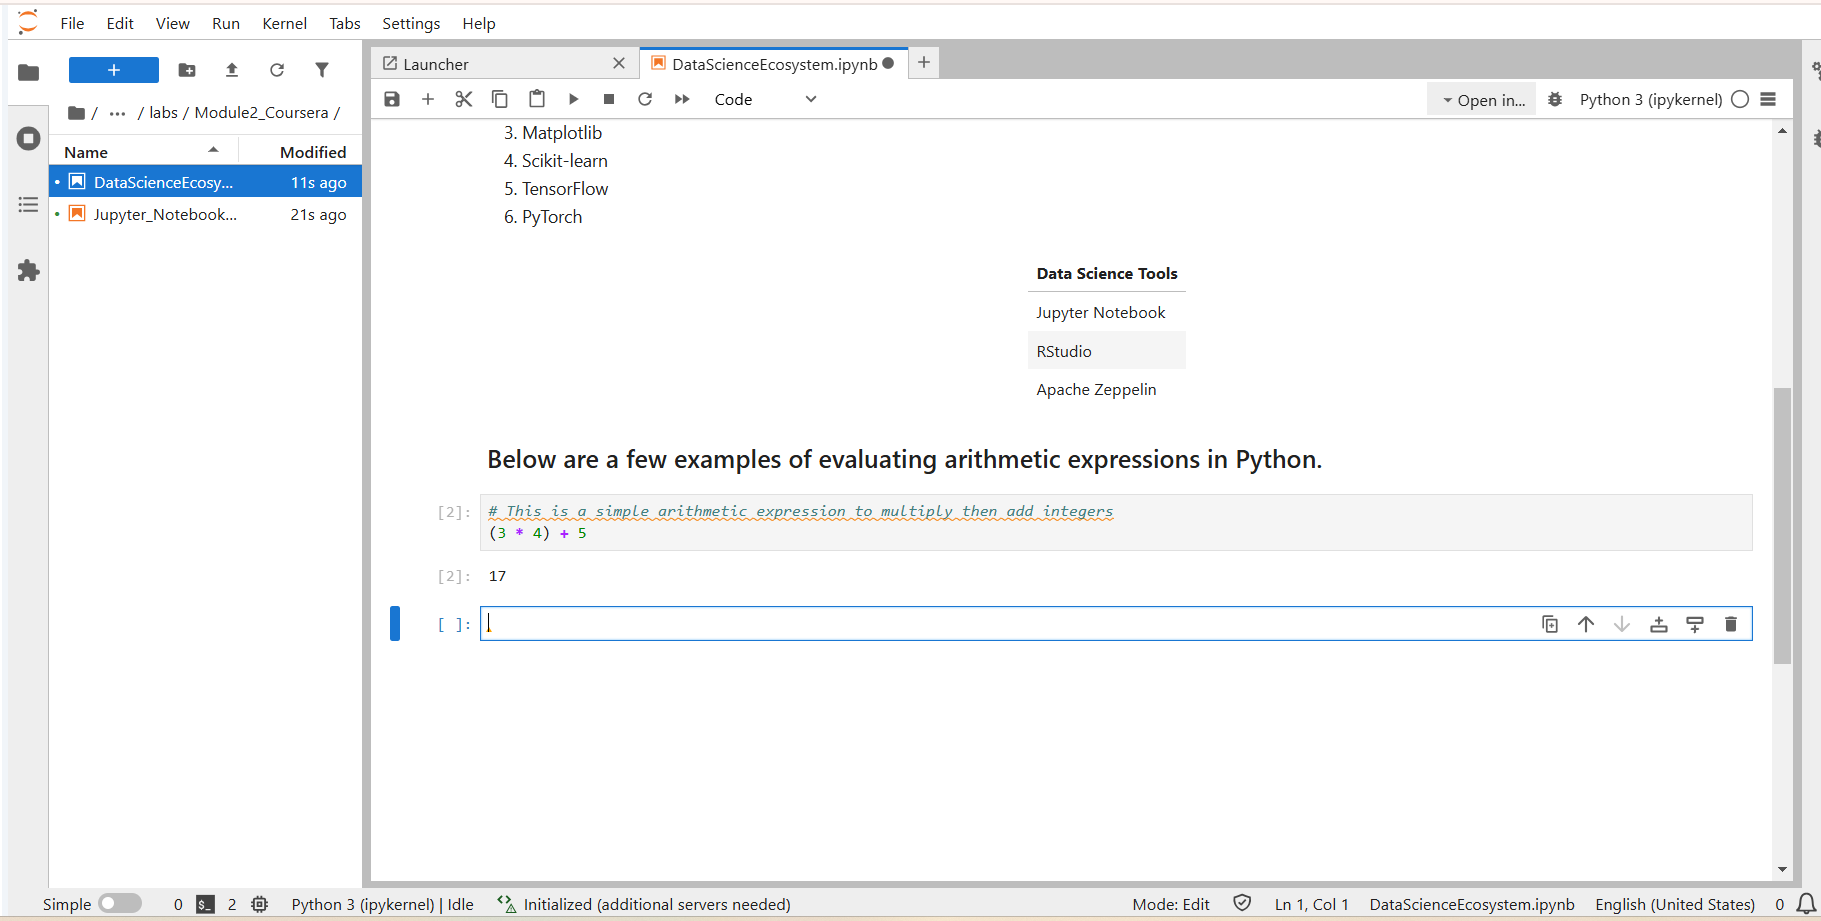 File Edit View Run Kernel Tabs Settings Help
+
/ ... / labs / Module2_Coursera /
Name Modified
DataScienceEcosy... 11s ago
Jupyter_Notebook... 21s ago
Launcher
DataScienceEcosystem.ipynb
Code
Open in...
Python 3 (ipykernel)
3. Matplotlib
4. Scikit-learn
5. TensorFlow
6. PyTorch
Data Science Tools
Jupyter Notebook
RStudio
Apache Zeppelin
Below are a few examples of evaluating arithmetic expressions in Python.
[2]: # This is a simple arithmetic expression to multiply then add integers
(3 * 4) + 5
[2]: 17
[ ]:
Simple 0 $_ 2 Python 3 (ipykernel) | Idle Initialized (additional servers needed) Mode: Edit Ln 1, Col 1 DataScienceEcosystem.ipynb English (United States) 0